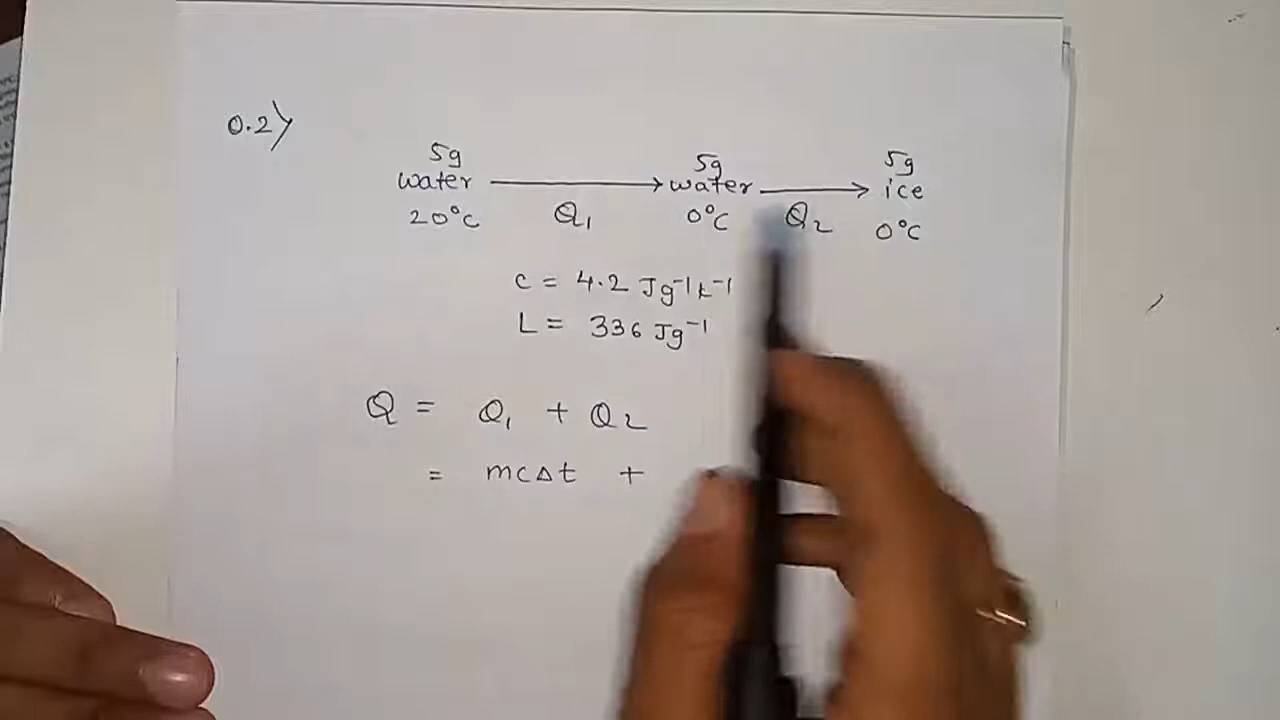 0.2)
5g 5g 5g
water → water → ice
20°C Q₁ 0°C Q₂ 0°C
C = 4.2 Jg⁻¹k⁻¹
L = 336 Jg⁻¹
Q = Q₁ + Q₂
= mcΔt +